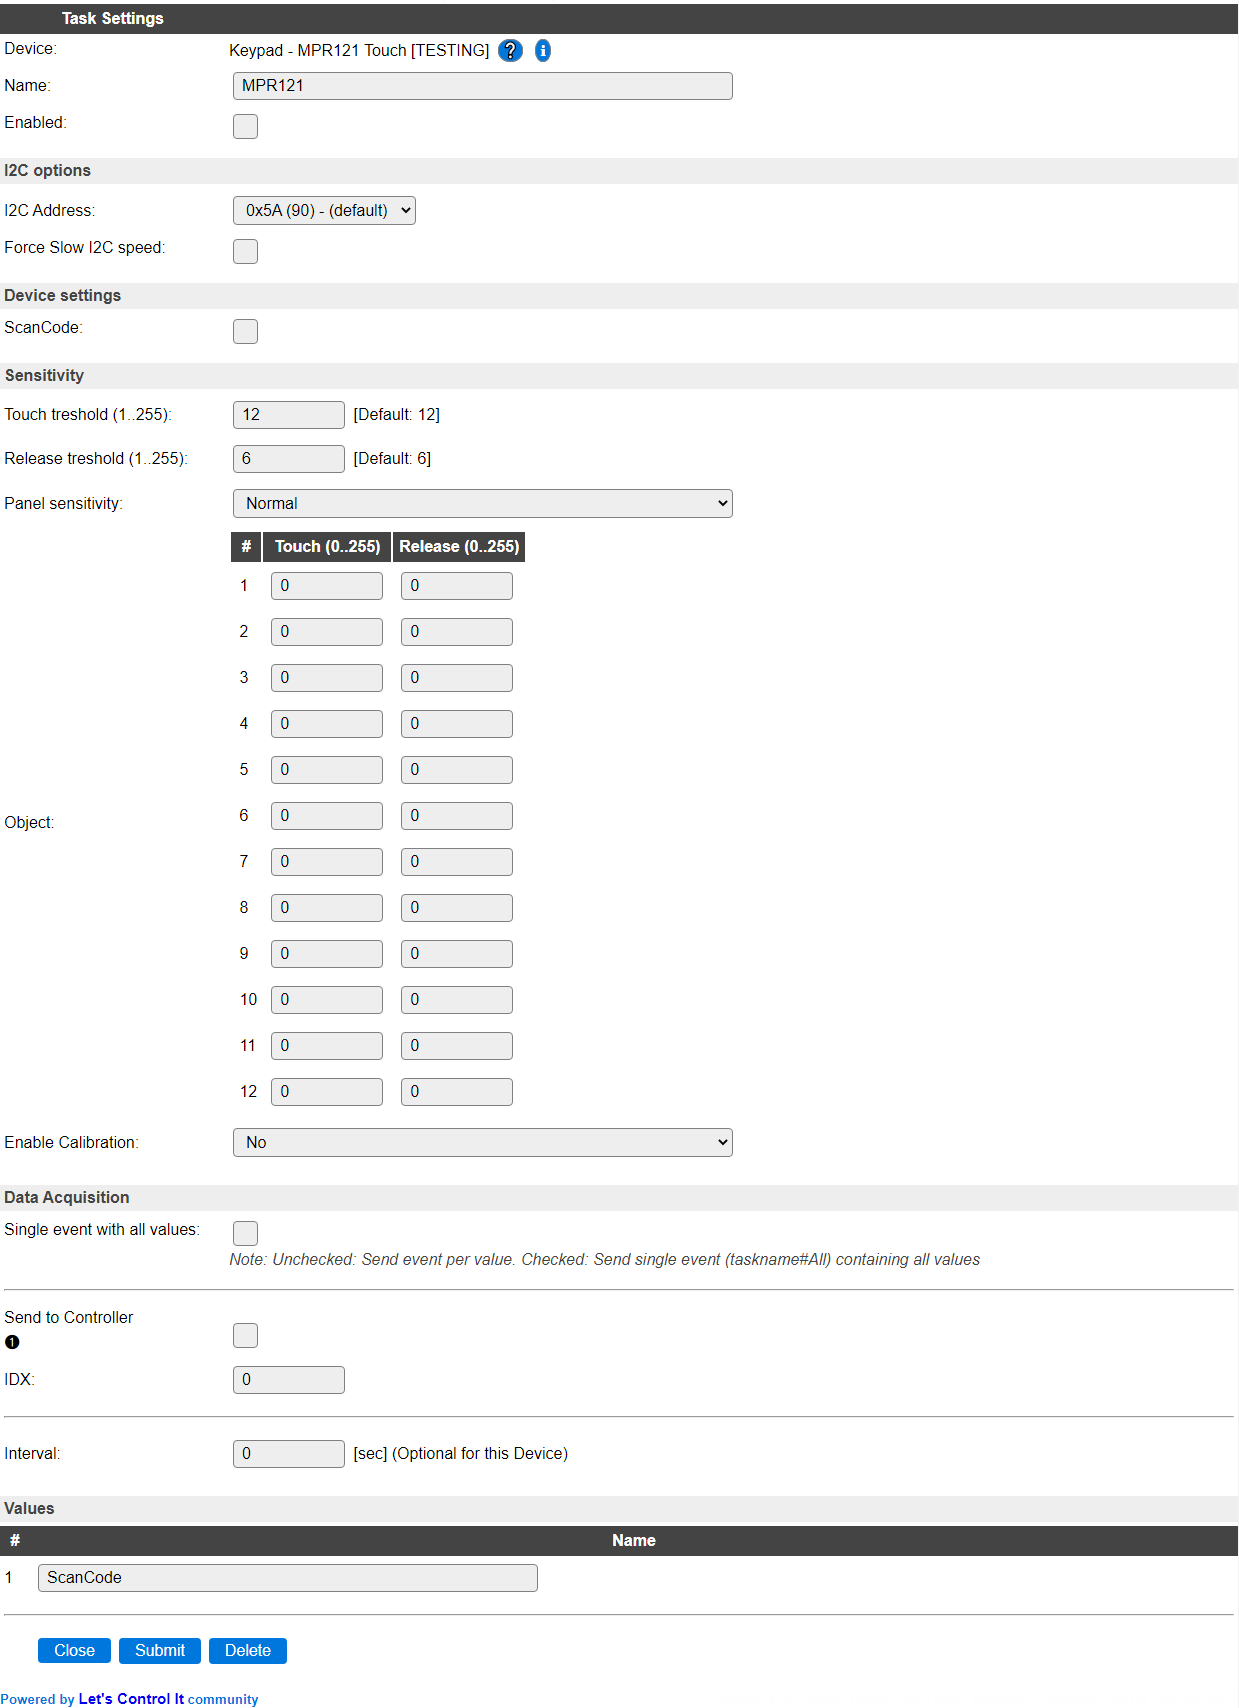 Task Settings
Device: Keypad - MPR121 Touch [TESTING] ? i
Name: MPR121
Enabled:
I2C options
I2C Address: 0x5A (90) - (default)
Force Slow I2C speed:
Device settings
ScanCode:
Sensitivity
Touch treshold (1..255): 12 [Default: 12]
Release treshold (1..255): 6 [Default: 6]
Panel sensitivity: Normal
# Touch (0..255) Release (0..255)
1 0 0
2 0 0
3 0 0
4 0 0
5 0 0
Object:
6 0 0
7 0 0
8 0 0
9 0 0
10 0 0
11 0 0
12 0 0
Enable Calibration: No
Data Acquisition
Single event with all values:
Note: Unchecked: Send event per value. Checked: Send single event (taskname#All) containing all values
Send to Controller
❶
IDX: 0
Interval: 0 [sec] (Optional for this Device)
Values
# Name
1 ScanCode
Close Submit Delete
Powered by Let's Control It community